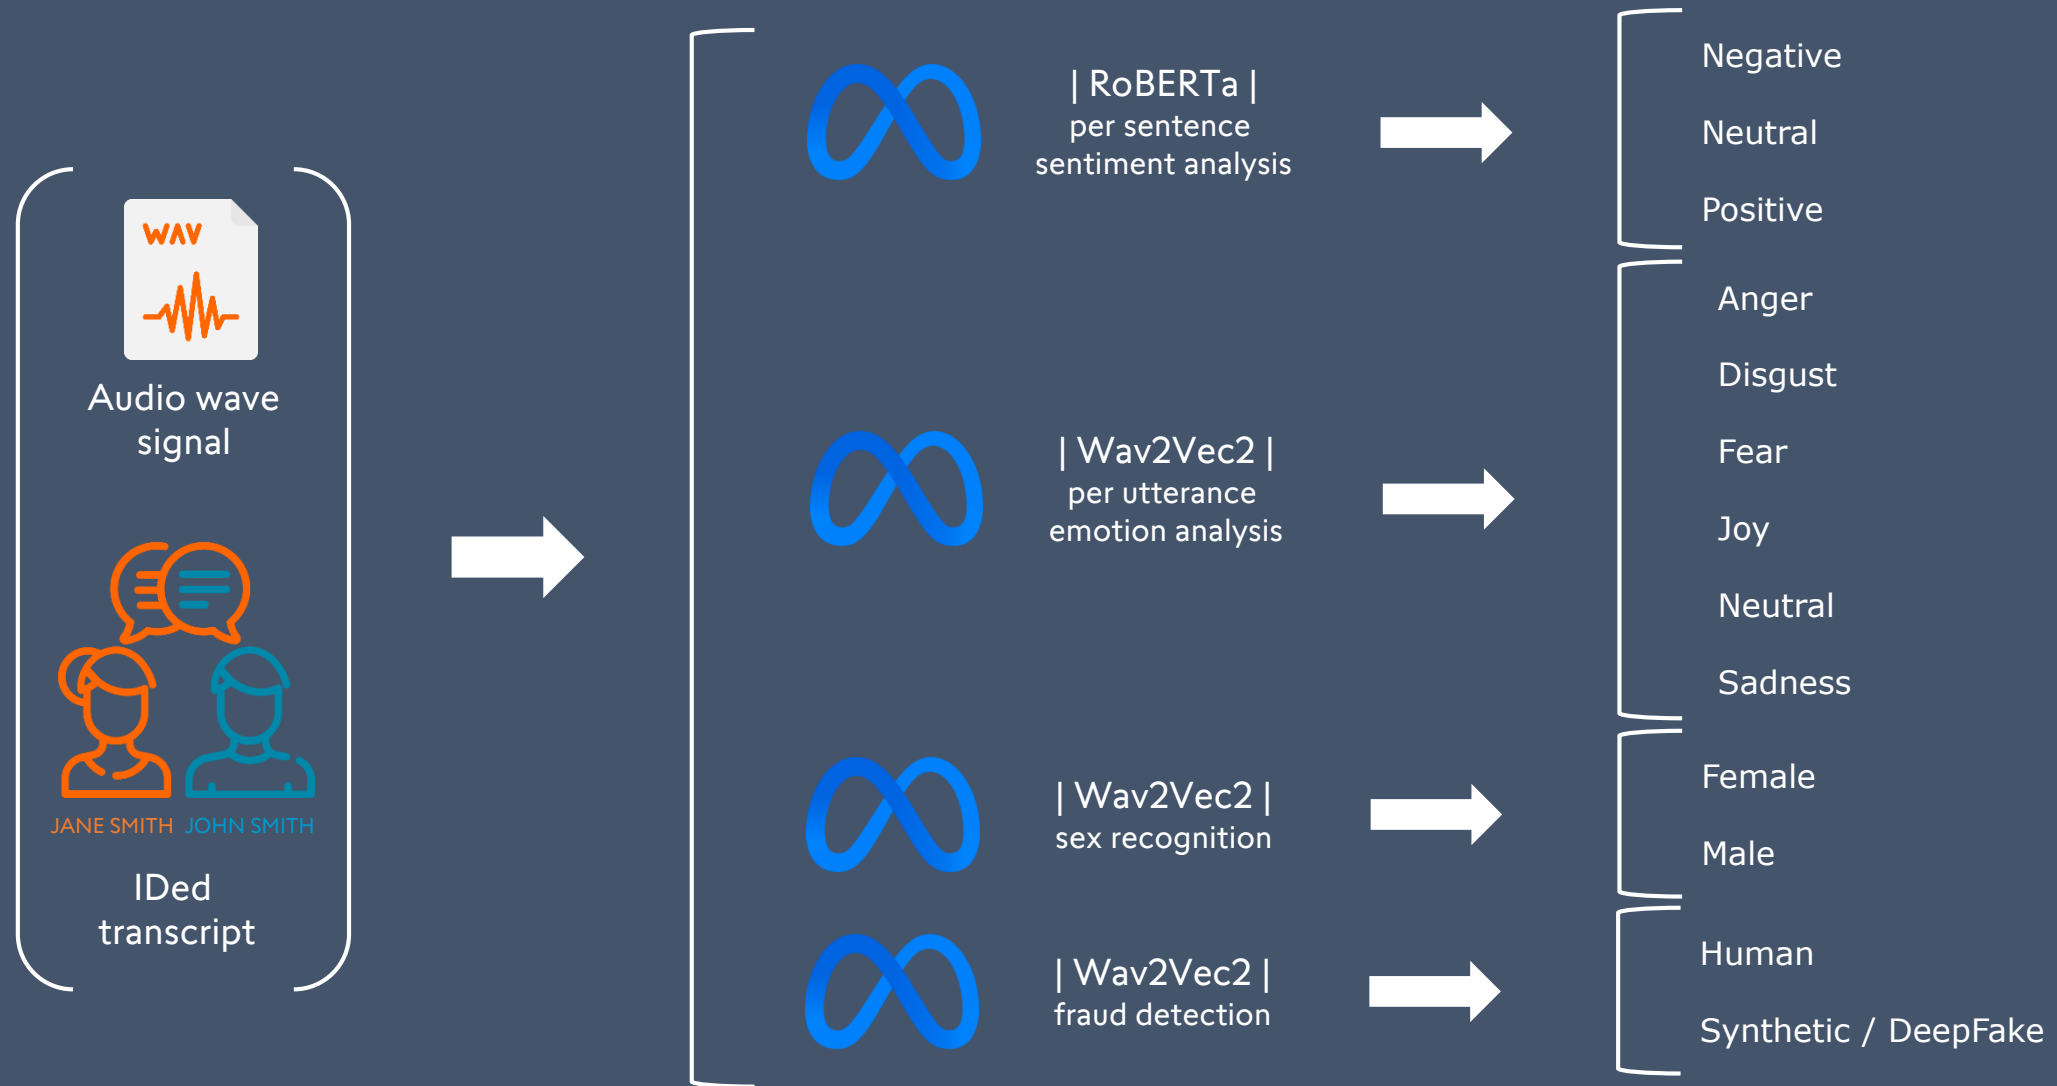 WAV
Audio wave
signal
JANE SMITH JOHN SMITH
IDed
transcript
| RoBERTa |
per sentence
sentiment analysis
Negative
Neutral
Positive
| Wav2Vec2 |
per utterance
emotion analysis
Anger
Disgust
Fear
Joy
Neutral
Sadness
| Wav2Vec2 |
sex recognition
Female
Male
| Wav2Vec2 |
fraud detection
Human
Synthetic / DeepFake